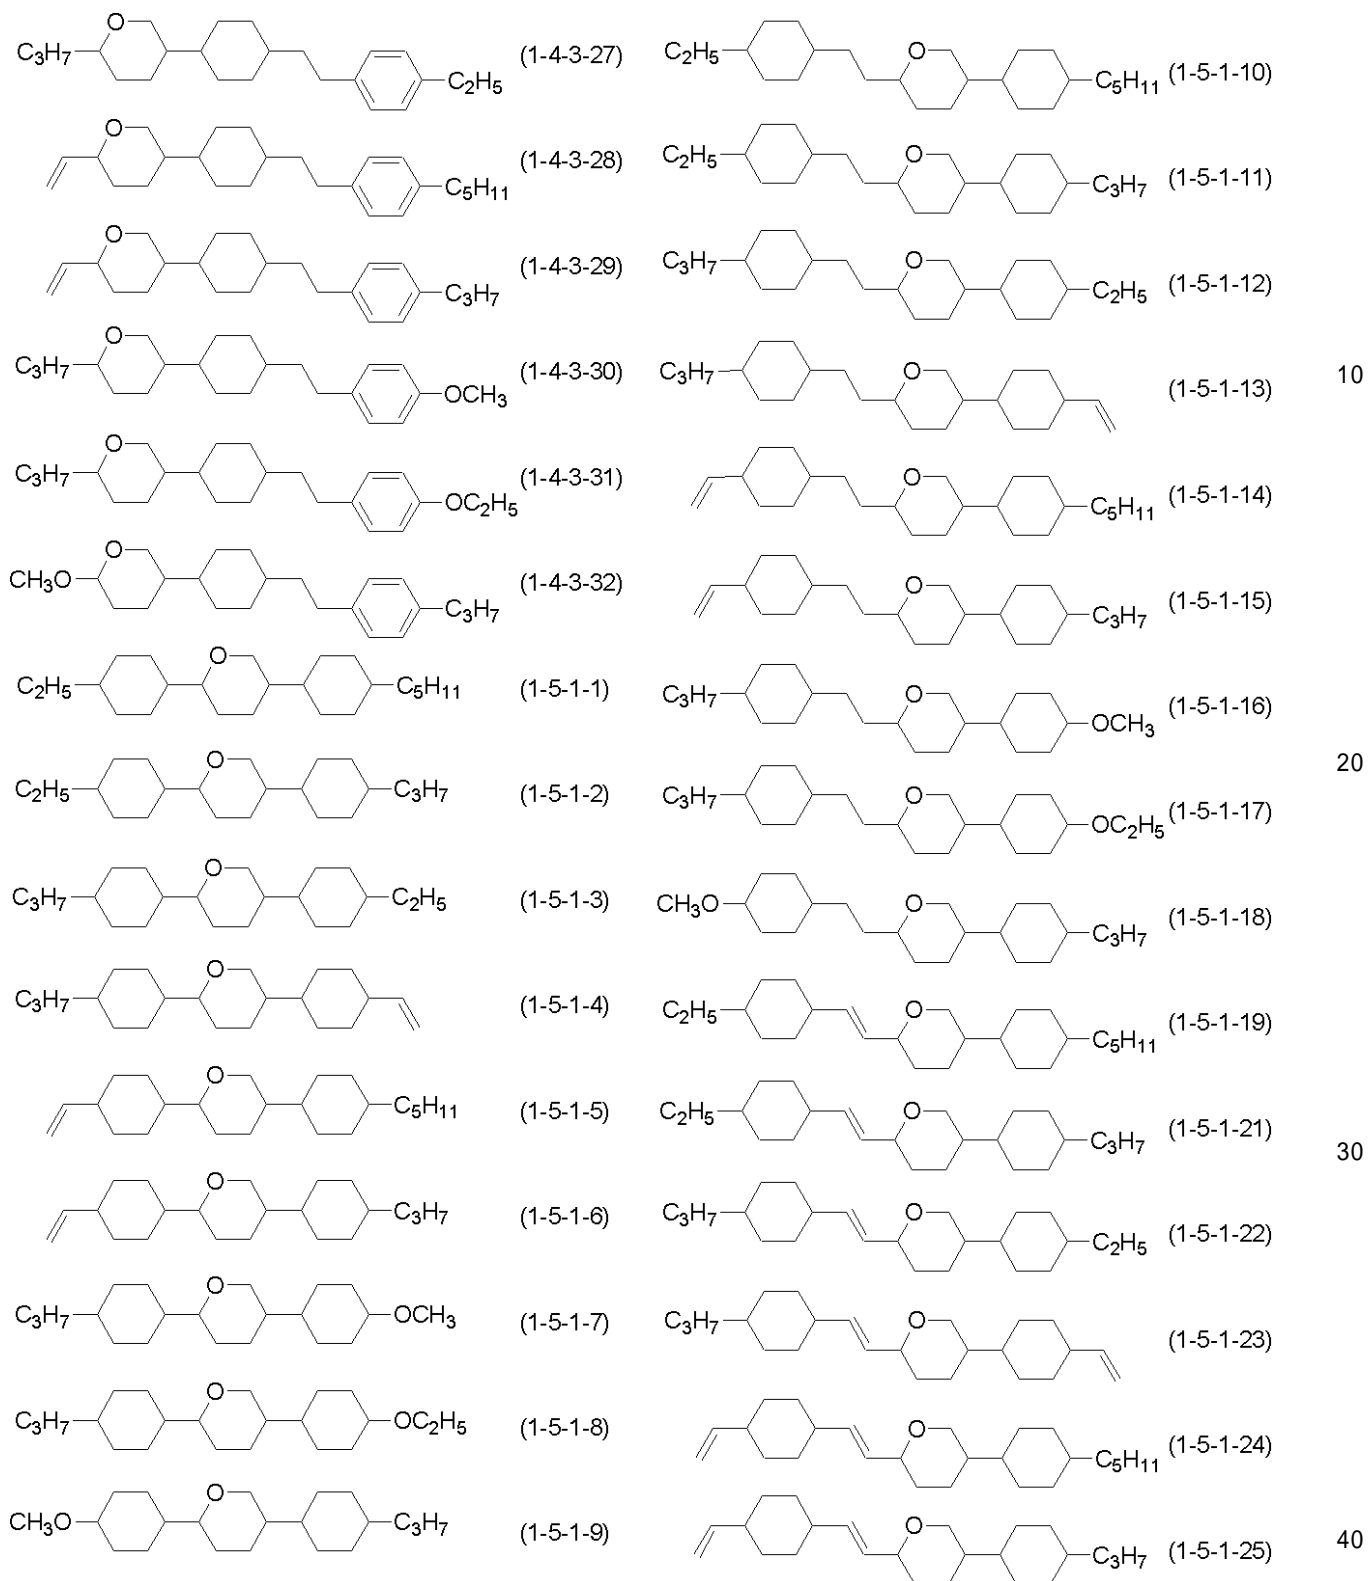 O
C₃H₇ C₂H₅ (1-4-3-27)
O
C₅H₁₁ (1-4-3-28)
O
C₃H₇ (1-4-3-29)
O
C₃H₇ OCH₃ (1-4-3-30)
O
C₃H₇ OC₂H₅ (1-4-3-31)
O
CH₃O C₃H₇ (1-4-3-32)
O
C₂H₅ C₅H₁₁ (1-5-1-1)
O
C₂H₅ C₃H₇ (1-5-1-2)
O
C₃H₇ C₂H₅ (1-5-1-3)
O
C₃H₇ (1-5-1-4)
O
C₅H₁₁ (1-5-1-5)
O
C₃H₇ (1-5-1-6)
O
C₃H₇ OCH₃ (1-5-1-7)
O
C₃H₇ OC₂H₅ (1-5-1-8)
O
CH₃O C₃H₇ (1-5-1-9)
C₂H₅ O C₅H₁₁ (1-5-1-10)
C₂H₅ O C₃H₇ (1-5-1-11)
C₃H₇ O C₂H₅ (1-5-1-12)
C₃H₇ O (1-5-1-13)
O C₅H₁₁ (1-5-1-14)
O C₃H₇ (1-5-1-15)
C₃H₇ O OCH₃ (1-5-1-16)
C₃H₇ O OC₂H₅ (1-5-1-17)
CH₃O O C₃H₇ (1-5-1-18)
C₂H₅ O C₅H₁₁ (1-5-1-19)
C₂H₅ O C₃H₇ (1-5-1-21)
C₃H₇ O C₂H₅ (1-5-1-22)
C₃H₇ O (1-5-1-23)
O C₅H₁₁ (1-5-1-24)
O C₃H₇ (1-5-1-25)
10
20
30
40